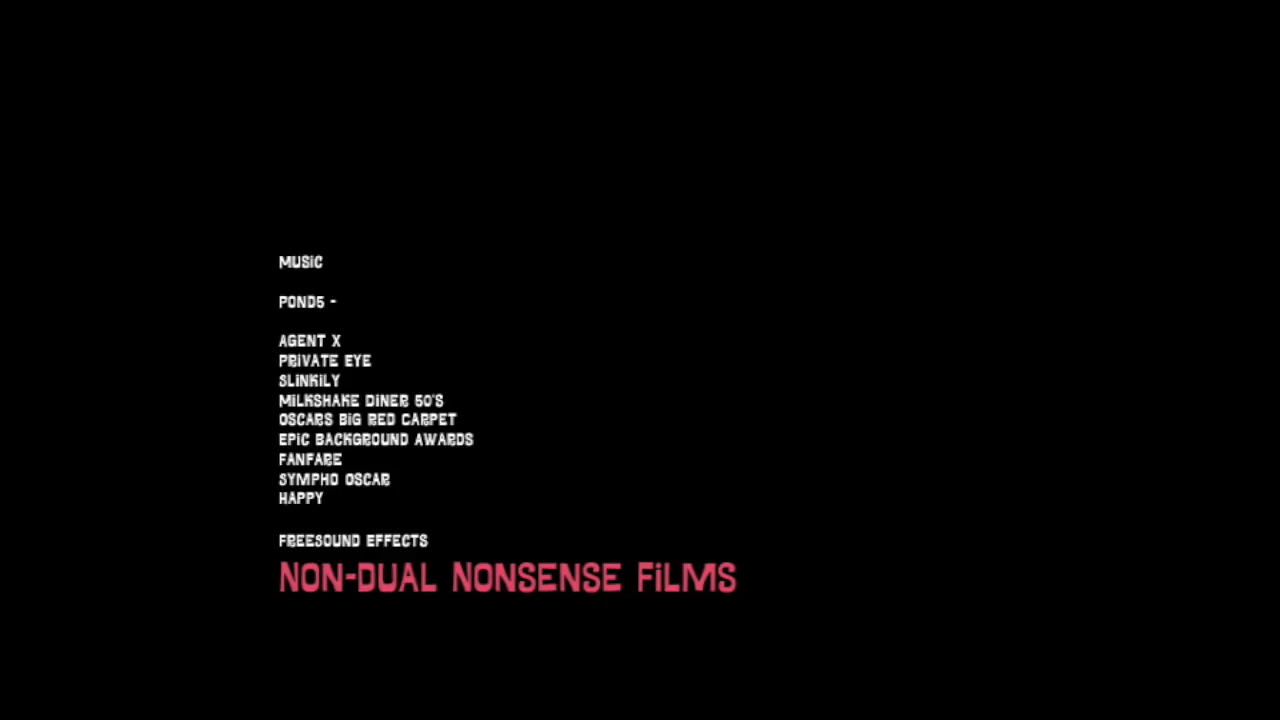 MUSiC
POND5 -
AGENT X
PRiVATE EYE
SLiNKiLY
MiLKSHAKE DiNER 50'S
OSCARS BiG RED CARPET
EPiC BACKGROUND AWARDS
FANFARE
SYMPHO OSCAR
HAPPY
FREESOUND EFFECTS
NON-DUAL NONSENSE FiLMS